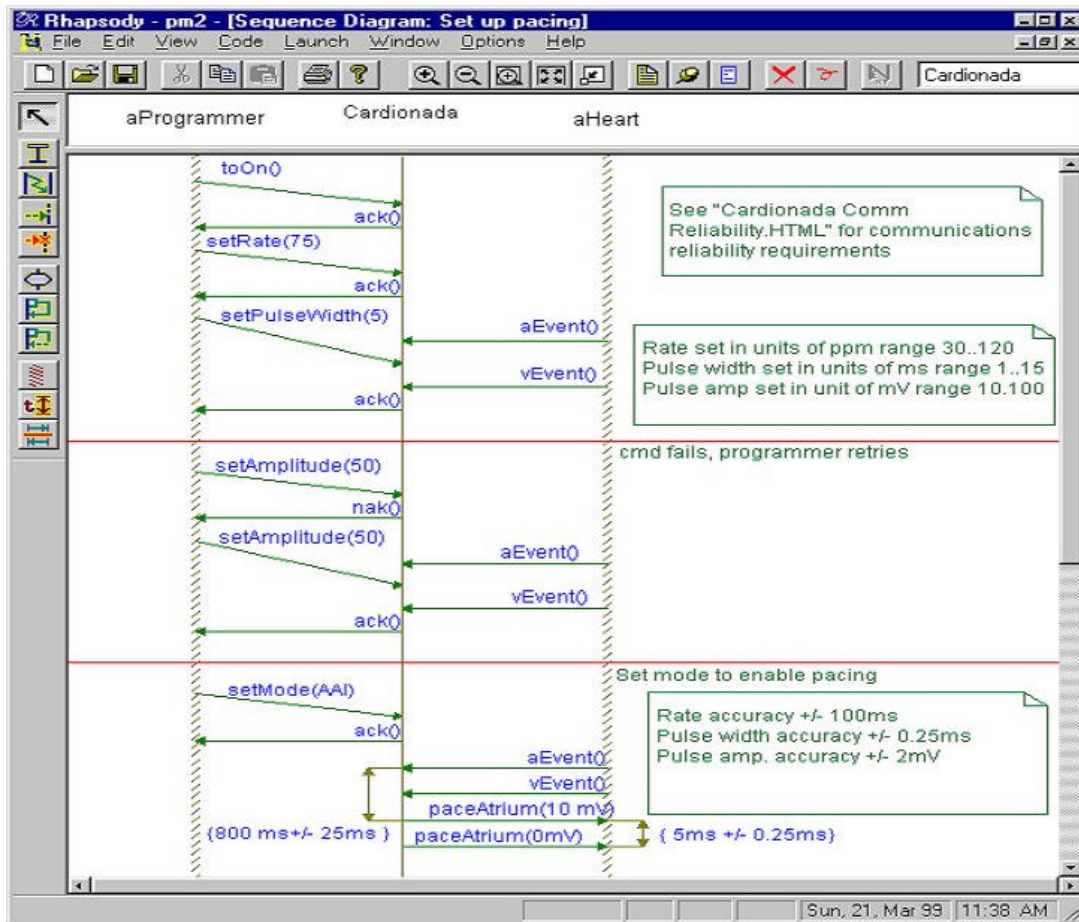 Rhapsody - pm2 - [Sequence Diagram: Set up pacing]
File Edit View Code Launch Window Options Help
Cardionada
aProgrammer Cardionada aHeart
toOn()
ack()
setRate(75)
ack()
setPulseWidth(5)
aEvent()
vEvent()
ack()
See "Cardionada Comm
Reliability.HTML" for communications
reliability requirements
Rate set in units of ppm range 30..120
Pulse width set in units of ms range 1..15
Pulse amp set in unit of mV range 10.100
cmd fails, programmer retries
setAmplitude(50)
nak()
setAmplitude(50)
aEvent()
vEvent()
ack()
Set mode to enable pacing
setMode(AAI)
ack()
aEvent()
vEvent()
paceAtrium(10 mV)
{800 ms+/- 25ms } paceAtrium(0mV) { 5ms +/- 0.25ms}
Rate accuracy +/- 100ms
Pulse width accuracy +/- 0.25ms
Pulse amp. accuracy +/- 2mV
Sun, 21, Mar 99 11:38 AM